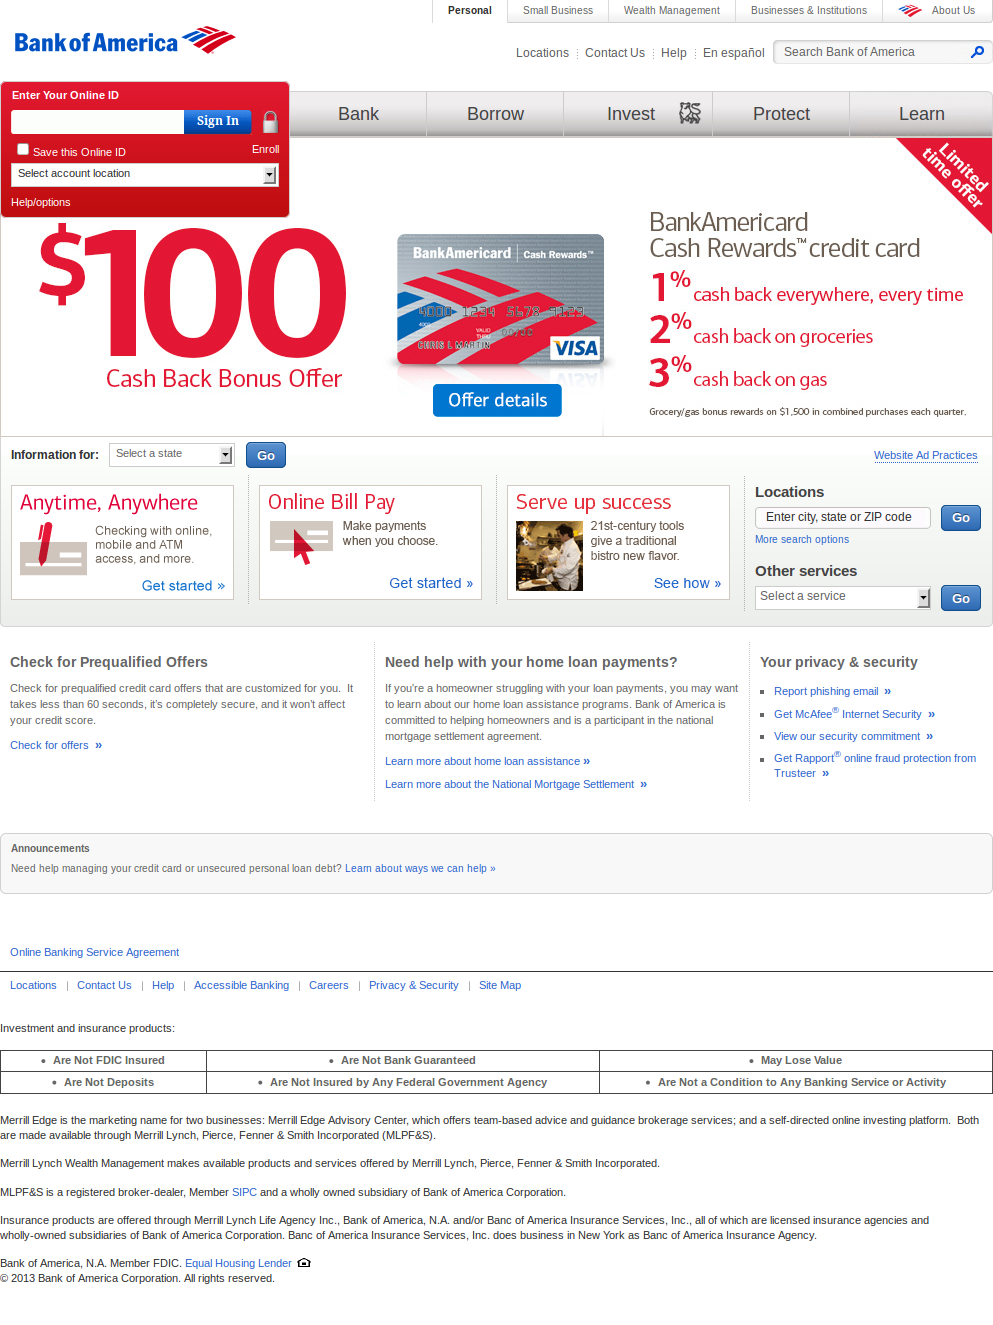 Personal
Small Business
Wealth Management
Businesses & Institutions
About Us
Bank of America
Locations
Contact Us
Help
En español
Search Bank of America
Enter Your Online ID
Sign In
Save this Online ID
Enroll
Select account location
Help/options
Bank
Borrow
Invest
Protect
Learn
Limited
time offer
$100
Cash Back Bonus Offer
BankAmericard Cash Rewards™
4000 1234 5678 9123
4000
VALID
THRU
CHRIS L MARTIN
VISA
Offer details
BankAmericard
Cash Rewards™ credit card
1% cash back everywhere, every time
2% cash back on groceries
3% cash back on gas
Grocery/gas bonus rewards on $1,500 in combined purchases each quarter.
Information for:
Select a state
Go
Website Ad Practices
Anytime, Anywhere
Checking with online,
mobile and ATM
access, and more.
Get started »
Online Bill Pay
Make payments
when you choose.
Get started »
Serve up success
21st-century tools
give a traditional
bistro new flavor.
See how »
Locations
Enter city, state or ZIP code
Go
More search options
Other services
Select a service
Go
Check for Prequalified Offers
Check for prequalified credit card offers that are customized for you. It
takes less than 60 seconds, it's completely secure, and it won't affect
your credit score.
Check for offers »
Need help with your home loan payments?
If you're a homeowner struggling with your loan payments, you may want
to learn about our home loan assistance programs. Bank of America is
committed to helping homeowners and is a participant in the national
mortgage settlement agreement.
Learn more about home loan assistance »
Learn more about the National Mortgage Settlement »
Your privacy & security
Report phishing email »
Get McAfee® Internet Security »
View our security commitment »
Get Rapport® online fraud protection from
Trusteer »
Announcements
Need help managing your credit card or unsecured personal loan debt? Learn about ways we can help »
Online Banking Service Agreement
Locations | Contact Us | Help | Accessible Banking | Careers | Privacy & Security | Site Map
Investment and insurance products:
• Are Not FDIC Insured
• Are Not Bank Guaranteed
• May Lose Value
• Are Not Deposits
• Are Not Insured by Any Federal Government Agency
• Are Not a Condition to Any Banking Service or Activity
Merrill Edge is the marketing name for two businesses: Merrill Edge Advisory Center, which offers team-based advice and guidance brokerage services; and a self-directed online investing platform. Both
are made available through Merrill Lynch, Pierce, Fenner & Smith Incorporated (MLPF&S).
Merrill Lynch Wealth Management makes available products and services offered by Merrill Lynch, Pierce, Fenner & Smith Incorporated.
MLPF&S is a registered broker-dealer, Member SIPC and a wholly owned subsidiary of Bank of America Corporation.
Insurance products are offered through Merrill Lynch Life Agency Inc., Bank of America, N.A. and/or Banc of America Insurance Services, Inc., all of which are licensed insurance agencies and
wholly-owned subsidiaries of Bank of America Corporation. Banc of America Insurance Services, Inc. does business in New York as Banc of America Insurance Agency.
Bank of America, N.A. Member FDIC. Equal Housing Lender
© 2013 Bank of America Corporation. All rights reserved.